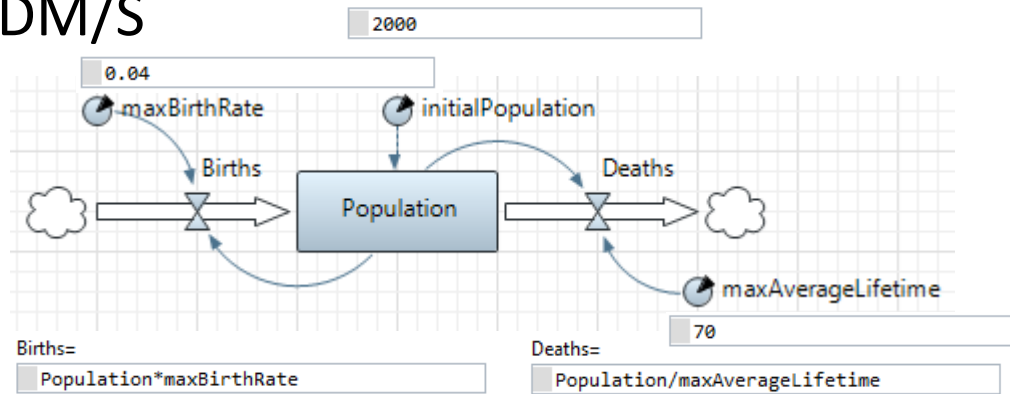 DM/S
2000
0.04
maxBirthRate
initialPopulation
Births
Deaths
Population
maxAverageLifetime
70
Births=
Deaths=
Population*maxBirthRate
Population/maxAverageLifetime